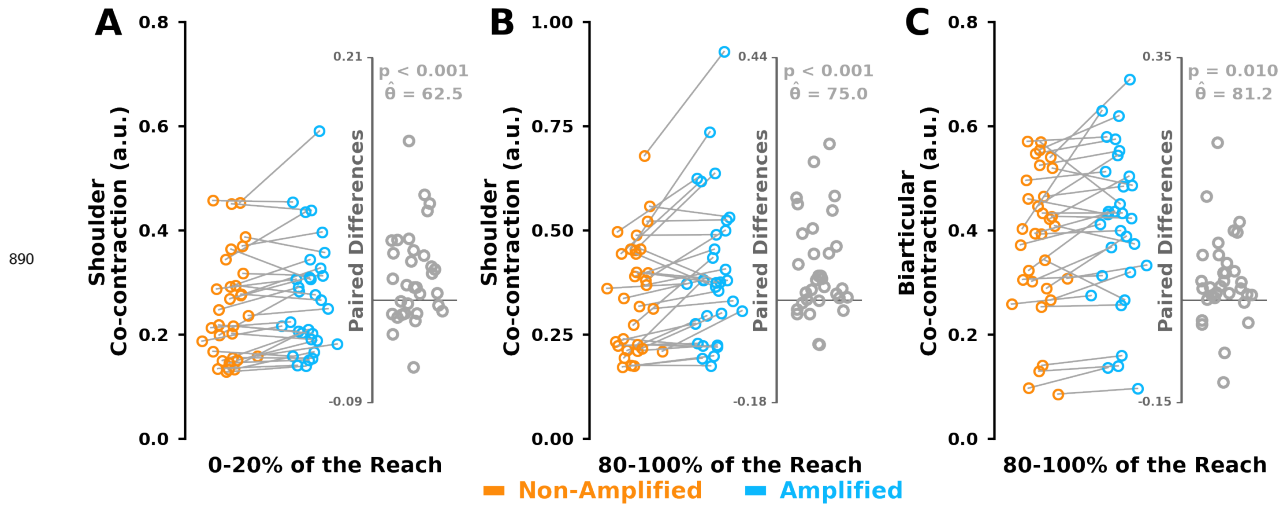 890
A
0.8
0.6
0.4
0.2
0.0
Shoulder
Co-contraction (a.u.)
0.21
-0.09
Paired Differences
p < 0.001
θ̂ = 62.5
0-20% of the Reach
B
1.00
0.75
0.50
0.25
0.00
Shoulder
Co-contraction (a.u.)
0.44
-0.18
Paired Differences
p < 0.001
θ̂ = 75.0
80-100% of the Reach
C
0.8
0.6
0.4
0.2
0.0
Biarticular
Co-contraction (a.u.)
0.35
-0.15
Paired Differences
p = 0.010
θ̂ = 81.2
80-100% of the Reach
Non-Amplified
Amplified